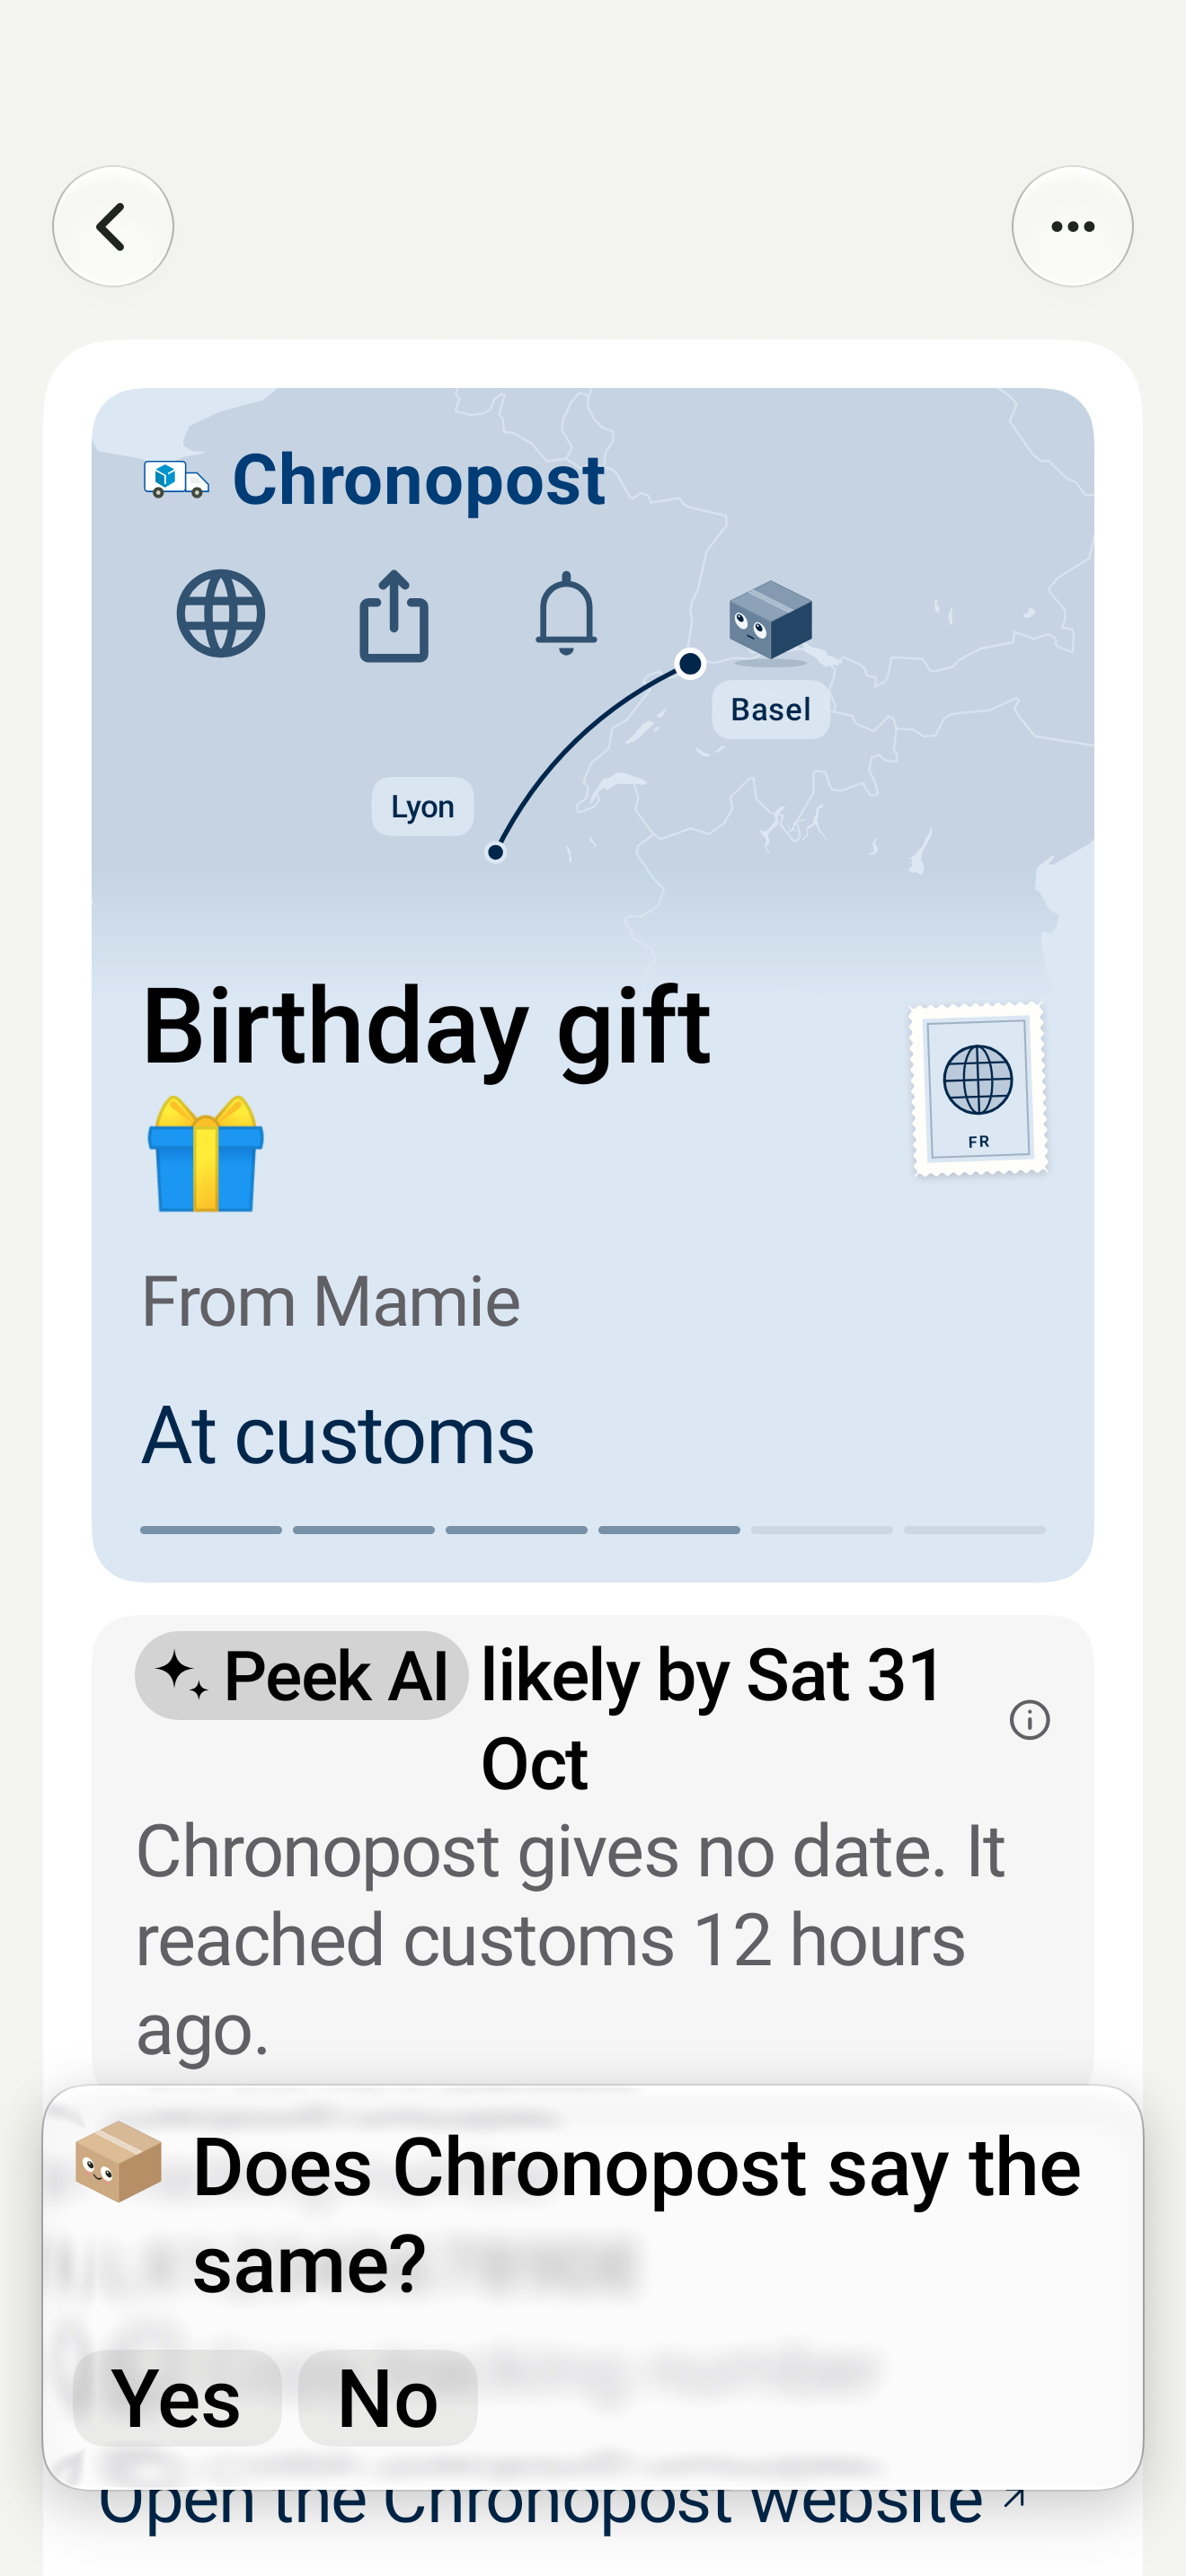 Chronopost
Basel
Lyon
Birthday gift
🎁
FR
From Mamie
At customs
Peek AI likely by Sat 31
Oct
Chronopost gives no date. It
reached customs 12 hours
ago.
Does Chronopost say the
same?
Yes No
Open the Chronopost website ↗